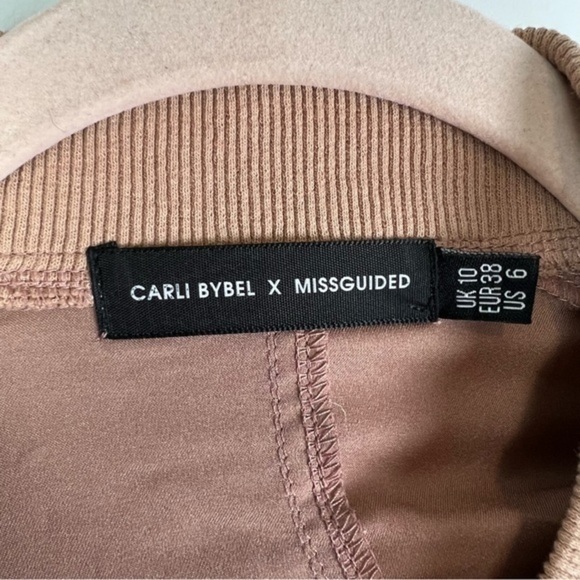 CARLI BYBEL X MISSGUIDED
UK 10
EUR 38
US 6